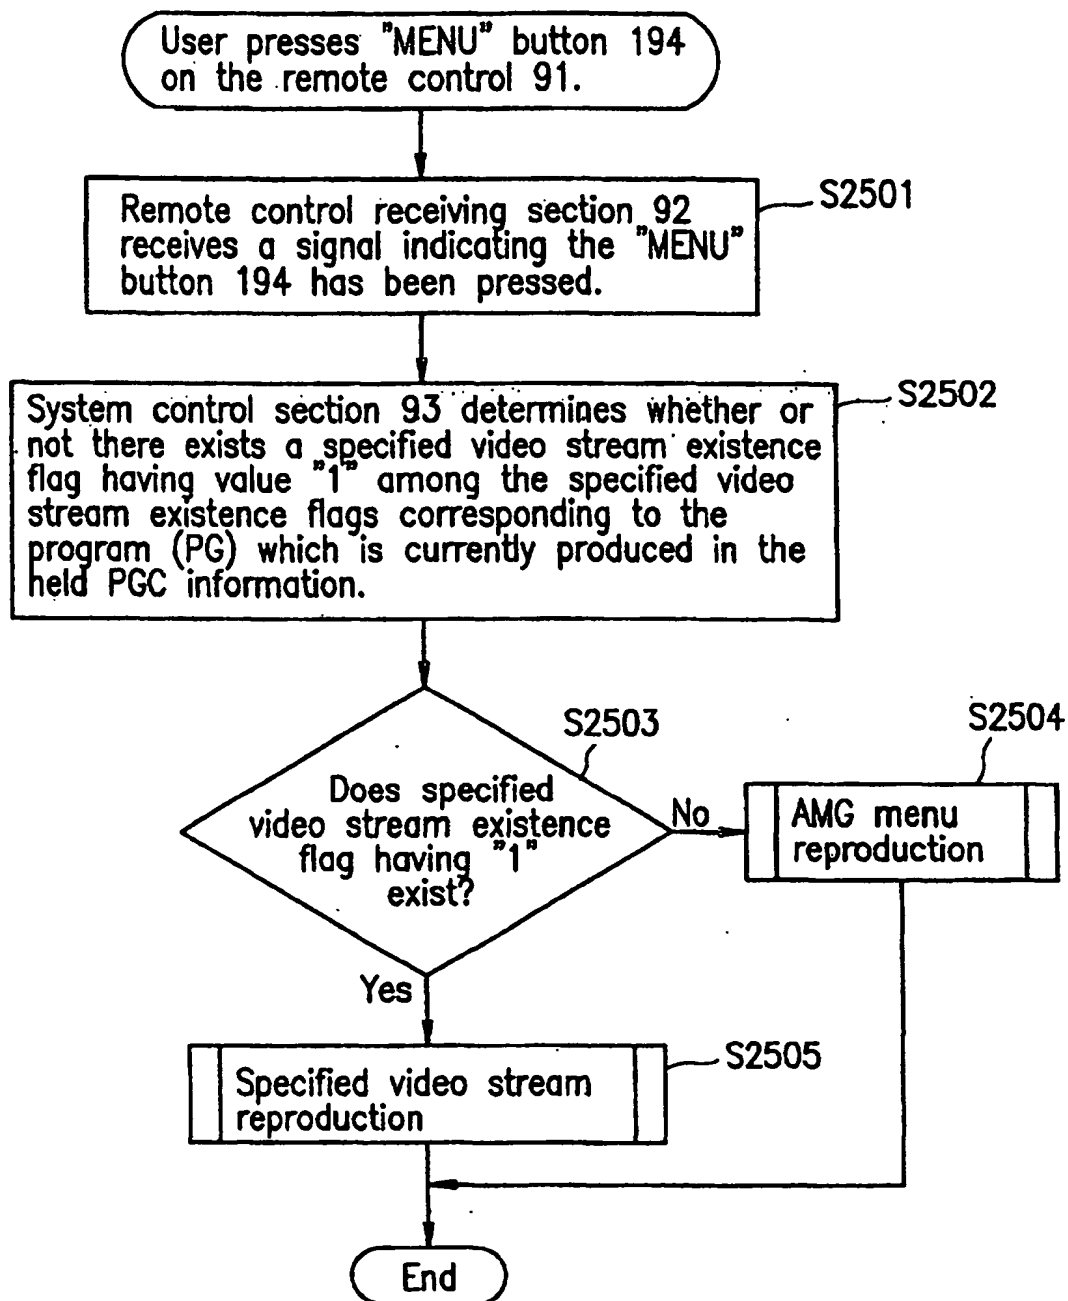 User presses "MENU" button 194
on the remote control 91.
S2501
Remote control receiving section 92
receives a signal indicating the "MENU"
button 194 has been pressed.
S2502
System control section 93 determines whether or
not there exists a specified video stream existence
flag having value "1" among the specified video
stream existence flags corresponding to the
program (PG) which is currently produced in the
held PGC information.
S2503
Does specified
video stream existence
flag having "1"
exist?
No
S2504
AMG menu
reproduction
Yes
S2505
Specified video stream
reproduction
End